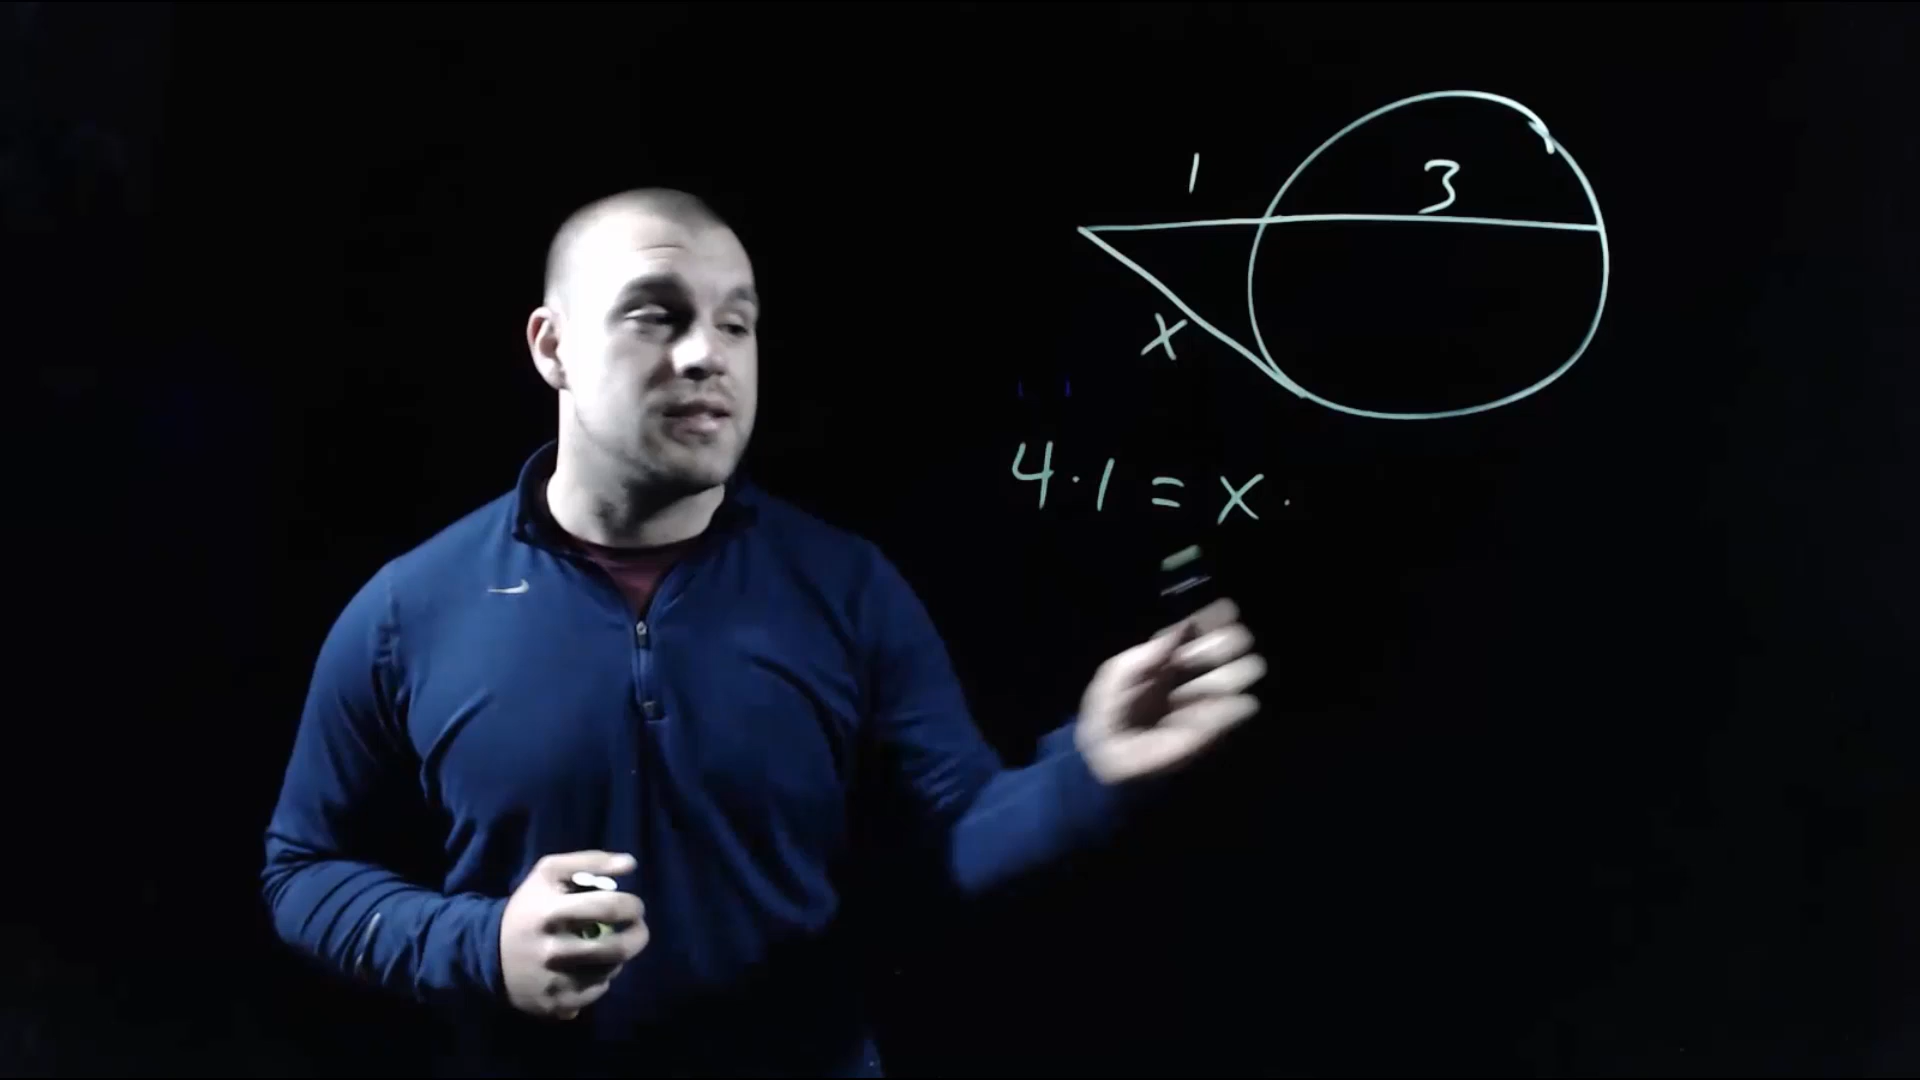 1
3
x
4 · 1 = x ·